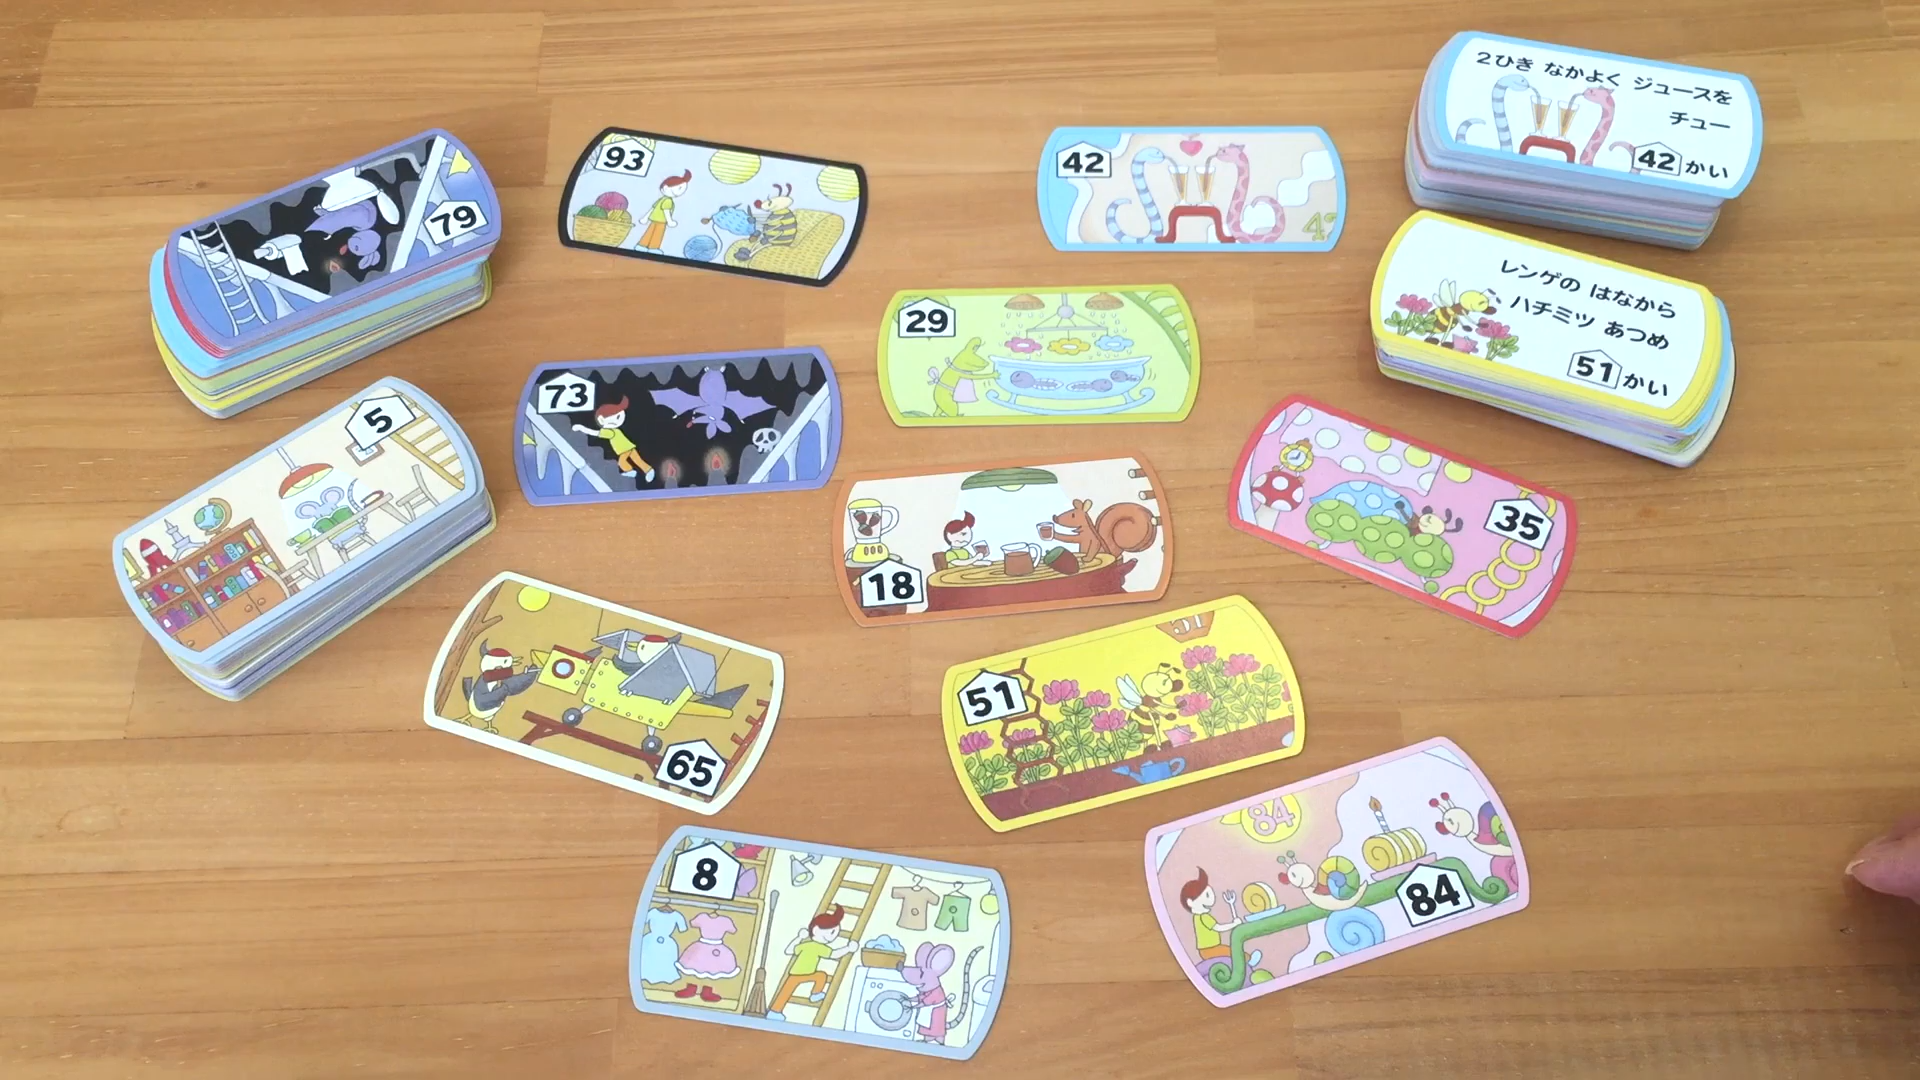 2ひき なかよく ジュースを
チュー
42 かい
レンゲの はなから
ハチミツ あつめ
51 かい
79
93
42
29
73
5
35
18
51
51
65
84
84
8